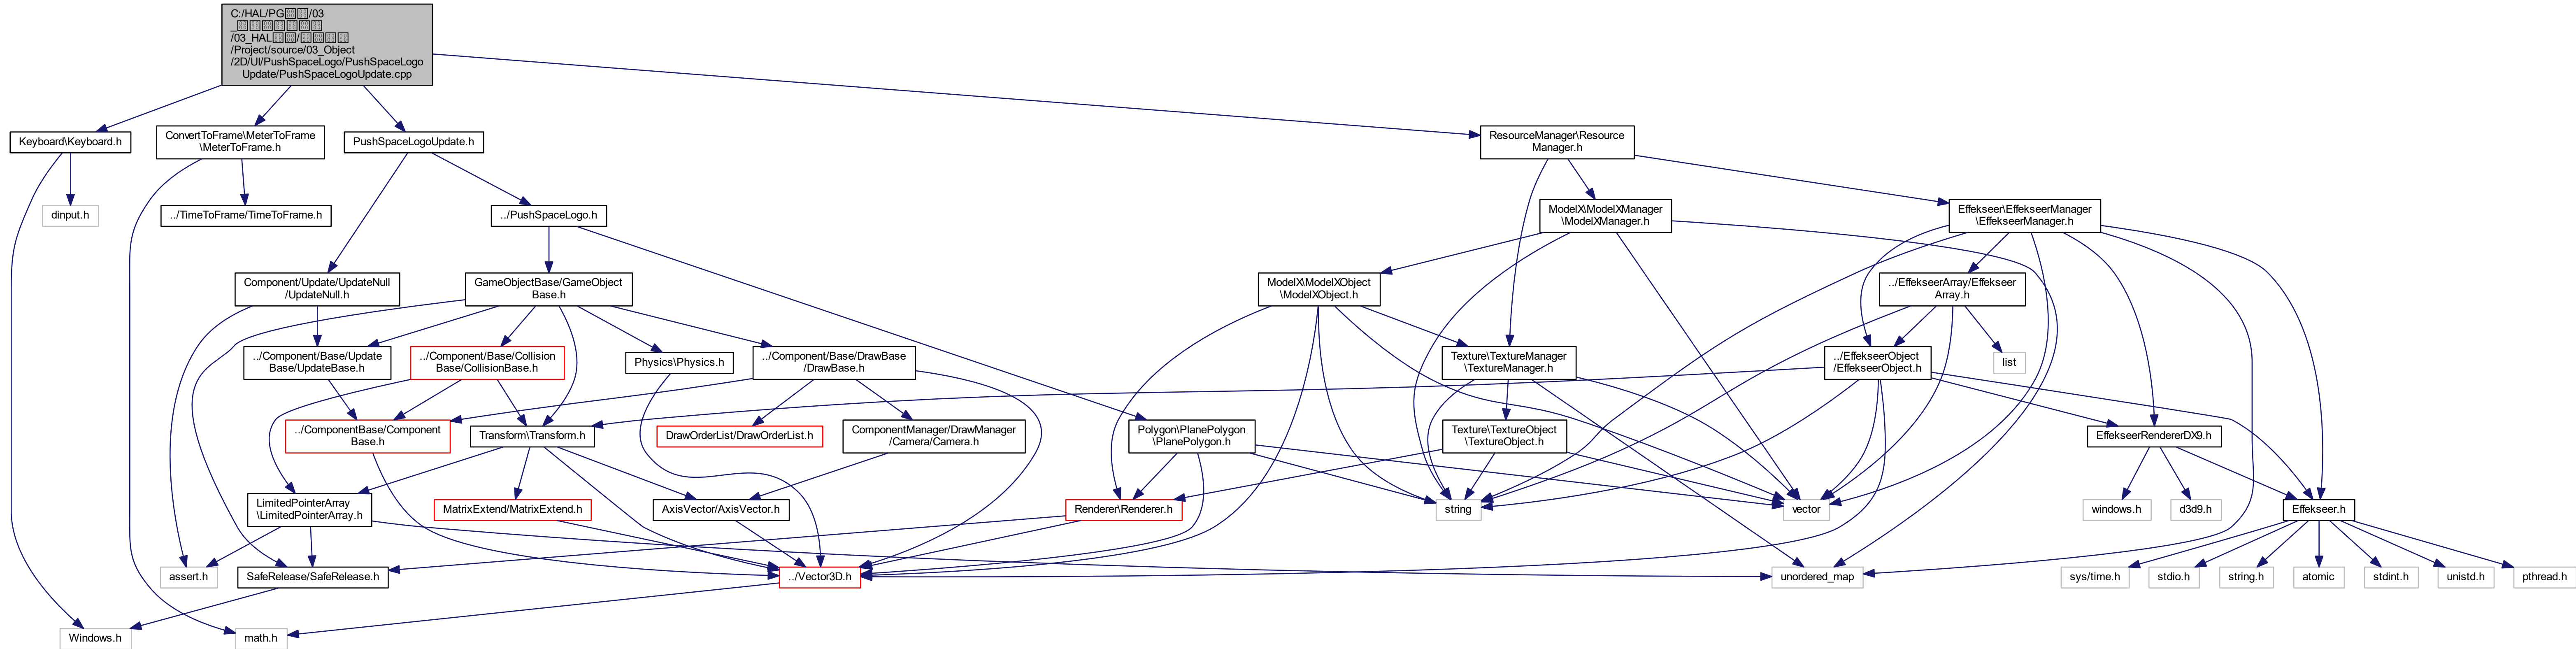 C:/HAL/PG/03
_
/03_HAL/
/Project/source/03_Object
/2D/UI/PushSpaceLogo/PushSpaceLogo
Update/PushSpaceLogoUpdate.cpp
Keyboard\Keyboard.h
ConvertToFrame\MeterToFrame
\MeterToFrame.h
PushSpaceLogoUpdate.h
ResourceManager\Resource
Manager.h
dinput.h
../TimeToFrame/TimeToFrame.h
../PushSpaceLogo.h
ModelX\ModelXManager
\ModelXManager.h
Effekseer\EffekseerManager
\EffekseerManager.h
Component/Update/UpdateNull
/UpdateNull.h
GameObjectBase/GameObject
Base.h
ModelX\ModelXObject
\ModelXObject.h
../EffekseerArray/Effekseer
Array.h
../Component/Base/Update
Base/UpdateBase.h
../Component/Base/Collision
Base/CollisionBase.h
Physics\Physics.h
../Component/Base/DrawBase
/DrawBase.h
Texture\TextureManager
\TextureManager.h
../EffekseerObject
/EffekseerObject.h
list
../ComponentBase/Component
Base.h
Transform\Transform.h
DrawOrderList/DrawOrderList.h
ComponentManager/DrawManager
/Camera/Camera.h
Polygon\PlanePolygon
\PlanePolygon.h
Texture\TextureObject
\TextureObject.h
EffekseerRendererDX9.h
LimitedPointerArray
\LimitedPointerArray.h
MatrixExtend/MatrixExtend.h
AxisVector/AxisVector.h
Renderer\Renderer.h
string
vector
windows.h
d3d9.h
Effekseer.h
assert.h
SafeRelease/SafeRelease.h
../Vector3D.h
unordered_map
sys/time.h
stdio.h
string.h
atomic
stdint.h
unistd.h
pthread.h
Windows.h
math.h